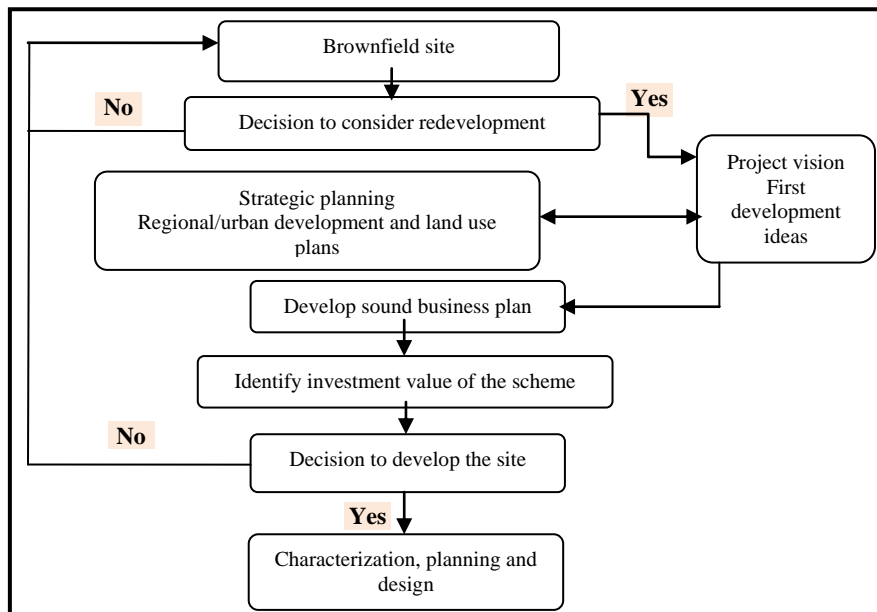 Brownfield site
No
Yes
Decision to consider redevelopment
Project vision
First
development
ideas
Strategic planning
Regional/urban development and land use
plans
Develop sound business plan
Identify investment value of the scheme
No
Decision to develop the site
Yes
Characterization, planning and
design